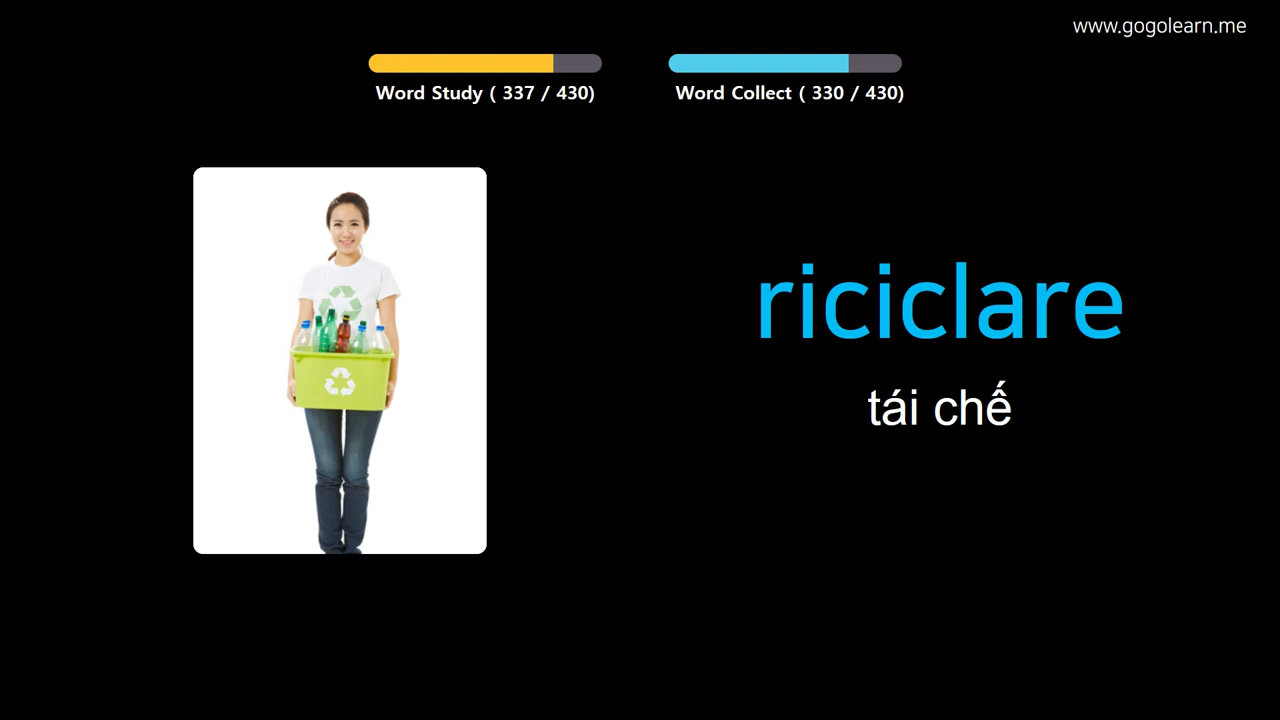 www.gogolearn.me
Word Study ( 337 / 430)
Word Collect ( 330 / 430)
riciclare
tái chế